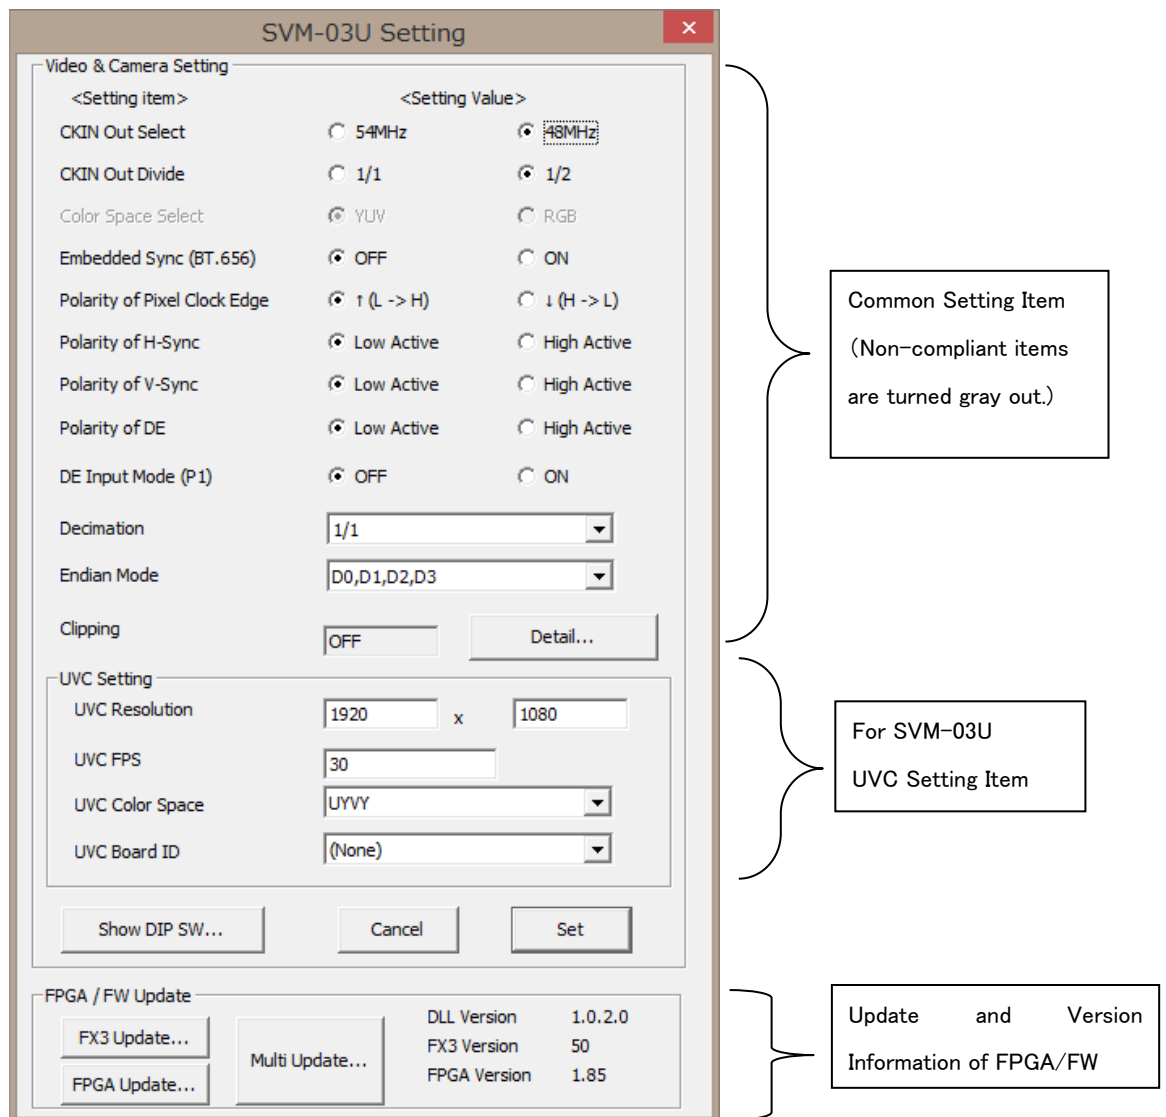 SVM-03U Setting
Video & Camera Setting
<Setting item> <Setting Value>
CKIN Out Select 54MHz 48MHz
CKIN Out Divide 1/1 1/2
Color Space Select YUV RGB
Embedded Sync (BT.656) OFF ON
Polarity of Pixel Clock Edge ↑ (L -> H) ↓ (H -> L)
Polarity of H-Sync Low Active High Active
Polarity of V-Sync Low Active High Active
Polarity of DE Low Active High Active
DE Input Mode (P1) OFF ON
Decimation 1/1
Endian Mode D0,D1,D2,D3
Clipping OFF Detail...
UVC Setting
UVC Resolution 1920 x 1080
UVC FPS 30
UVC Color Space UYVY
UVC Board ID (None)
Show DIP SW... Cancel Set
FPGA / FW Update
FX3 Update...
FPGA Update...
Multi Update...
DLL Version 1.0.2.0
FX3 Version 50
FPGA Version 1.85
Common Setting Item
(Non-compliant items
are turned gray out.)
For SVM-03U
UVC Setting Item
Update and Version
Information of FPGA/FW